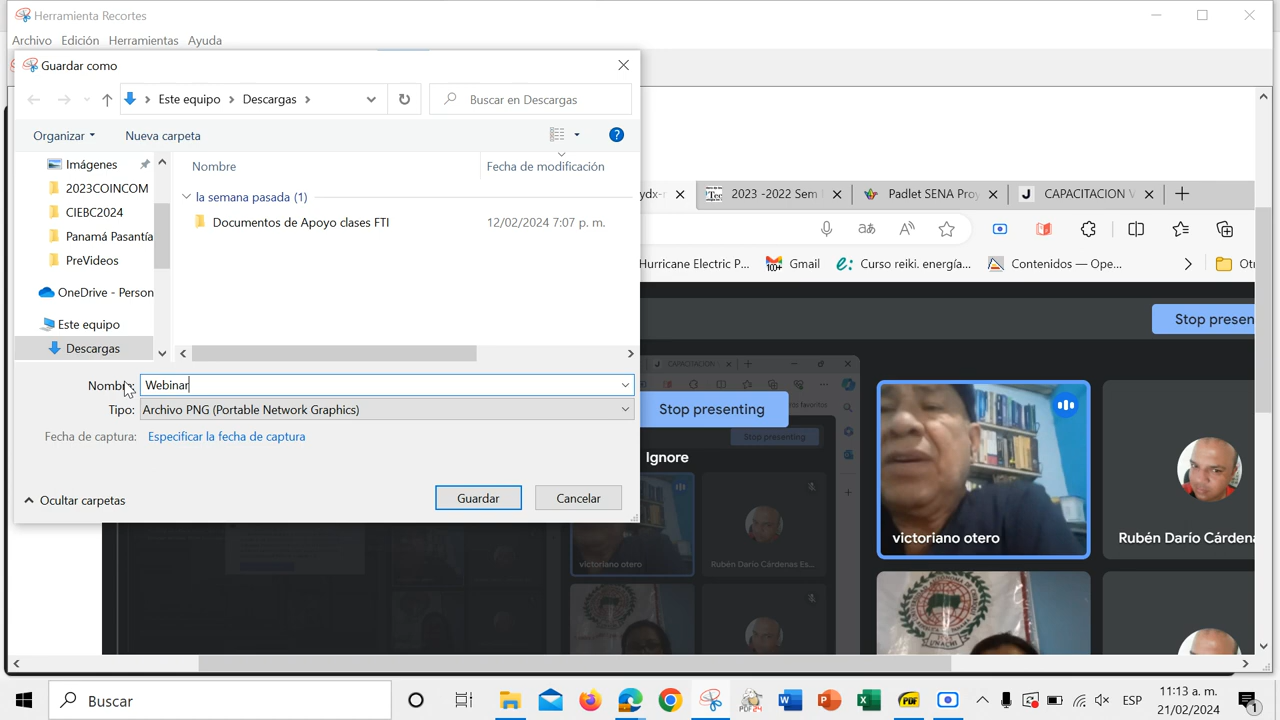 Herramienta Recortes
Archivo Edición Herramientas Ayuda
Guardar como
Este equipo Descargas
Buscar en Descargas
Organizar Nueva carpeta
Imágenes
2023COINCOM
CIEBC2024
Panamá Pasantía
PreVideos
OneDrive - Person
Este equipo
Descargas
Nombre Fecha de modificación
la semana pasada (1)
Documentos de Apoyo clases FTI 12/02/2024 7:07 p. m.
Nombre: Webinar
Tipo: Archivo PNG (Portable Network Graphics)
Fecha de captura: Especificar la fecha de captura
Ocultar carpetas
Guardar Cancelar
ydx-r 2023 -2022 Sem Padlet SENA Proy CAPACITACION V
Hurricane Electric P... Gmail Curso reiki. energía... Contenidos — Ope... Otr
Stop presen
CAPACITACION
Stop presenting
Stop presenting
Ignore
victoriano otero Rubén Darío Cárdenas Es...
victoriano otero Rubén Darío Cárdena
UNACHI
Buscar
ESP 11:13 a. m.
21/02/2024
1